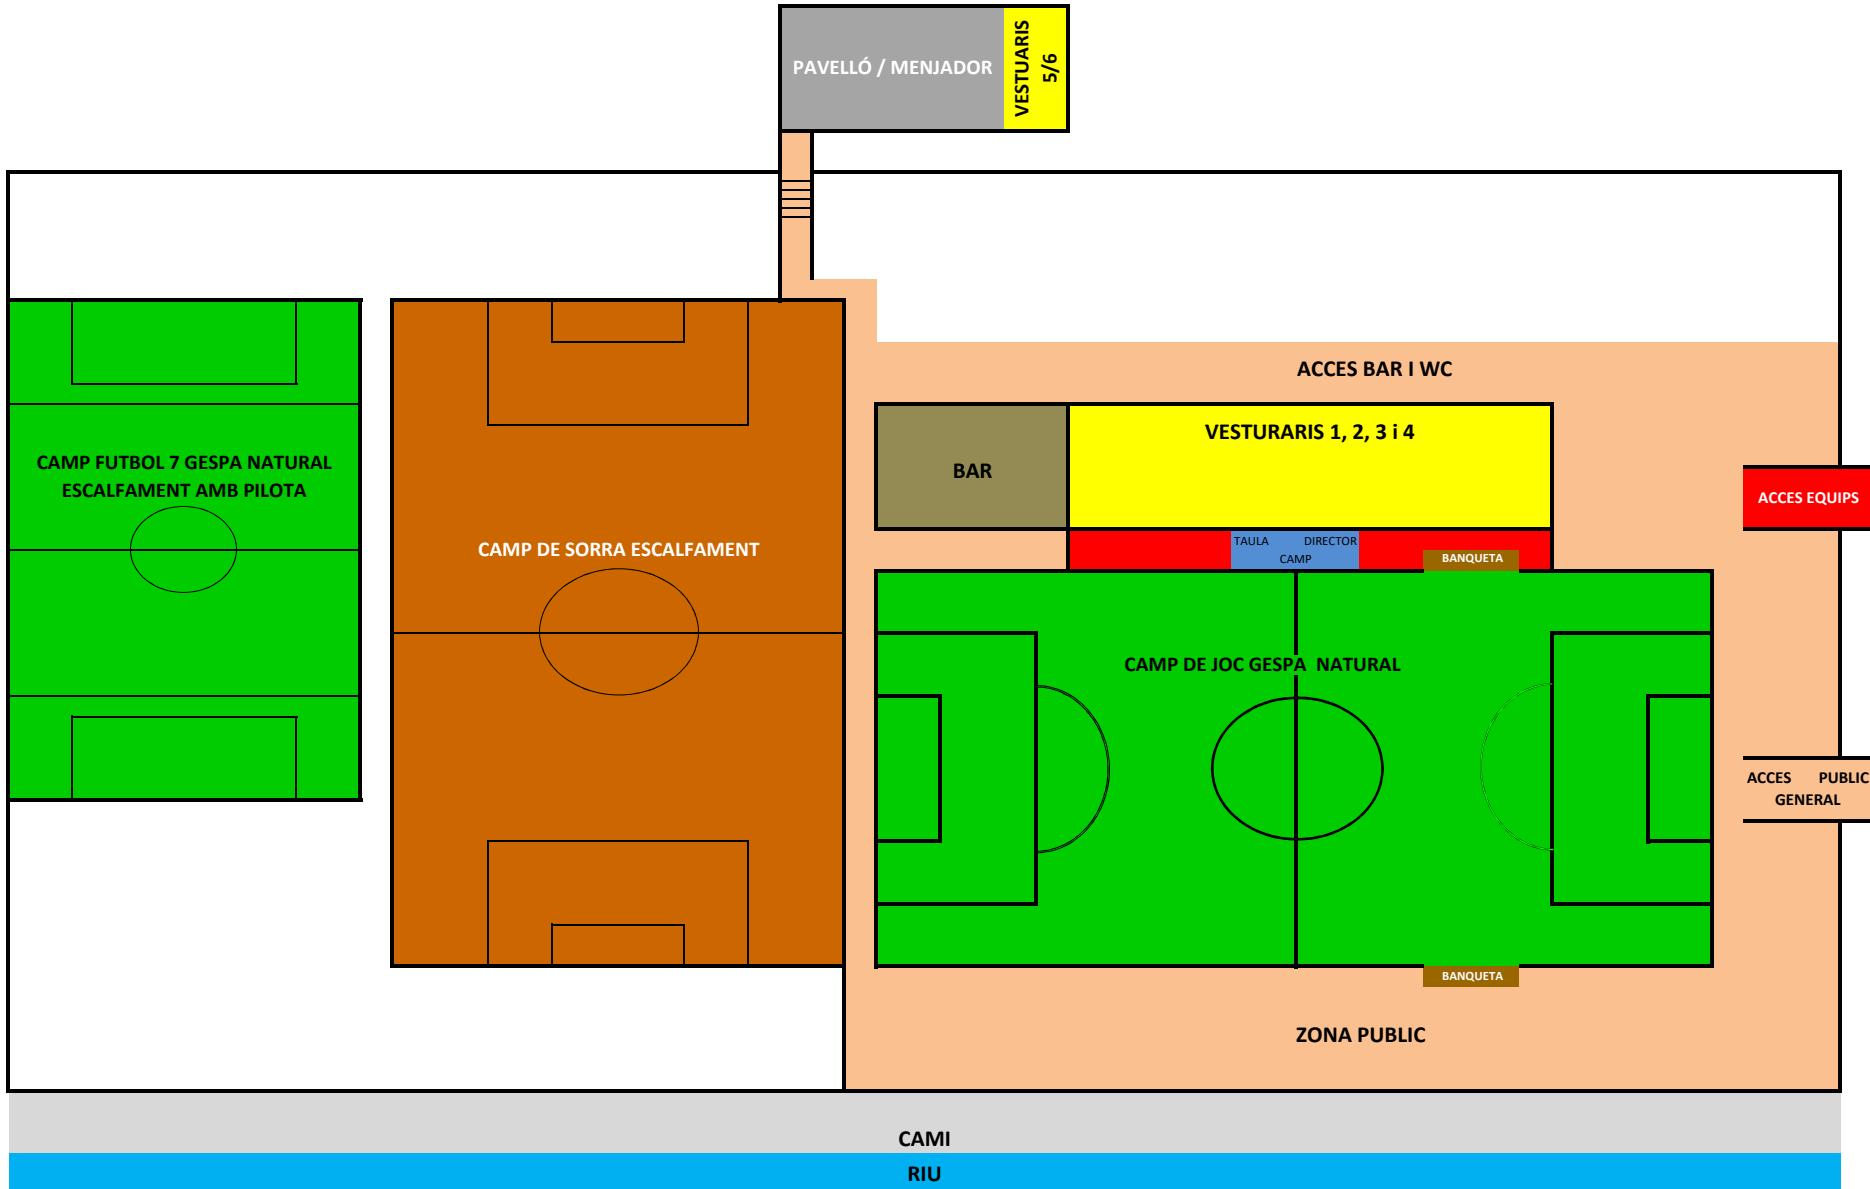 PAVELLÓ / MENJADOR
VESTUARIS
5/6
ACCES BAR I WC
VESTURARIS 1, 2, 3 i 4
BAR
CAMP FUTBOL 7 GESPA NATURAL
ESCALFAMENT AMB PILOTA
ACCES EQUIPS
CAMP DE SORRA ESCALFAMENT
TAULA DIRECTOR
CAMP
BANQUETA
CAMP DE JOC GESPA NATURAL
ACCES PUBLIC
GENERAL
BANQUETA
ZONA PUBLIC
CAMI
RIU